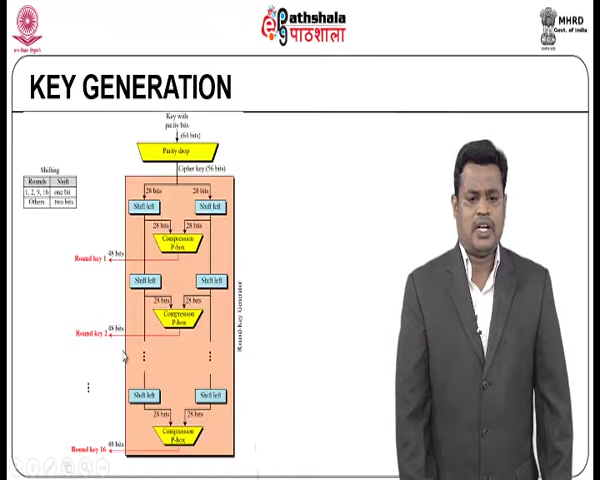 ePathshala
पाठशाला
MHRD
Govt. of India
KEY GENERATION
Key with
parity bits
(64 bits)
Parity drop
Cipher key (56 bits)
Shifting
Rounds Shift
1, 2, 9, 16 one bit
Others two bits
28 bits 28 bits
Shift left Shift left
28 bits 28 bits
Compression
P-box
48 bits
Round key 1
Shift left Shift left
28 bits 28 bits
Compression
P-box
48 bits
Round key 2
Round-Key Generator
Shift left Shift left
28 bits 28 bits
Compression
P-box
48 bits
Round key 16